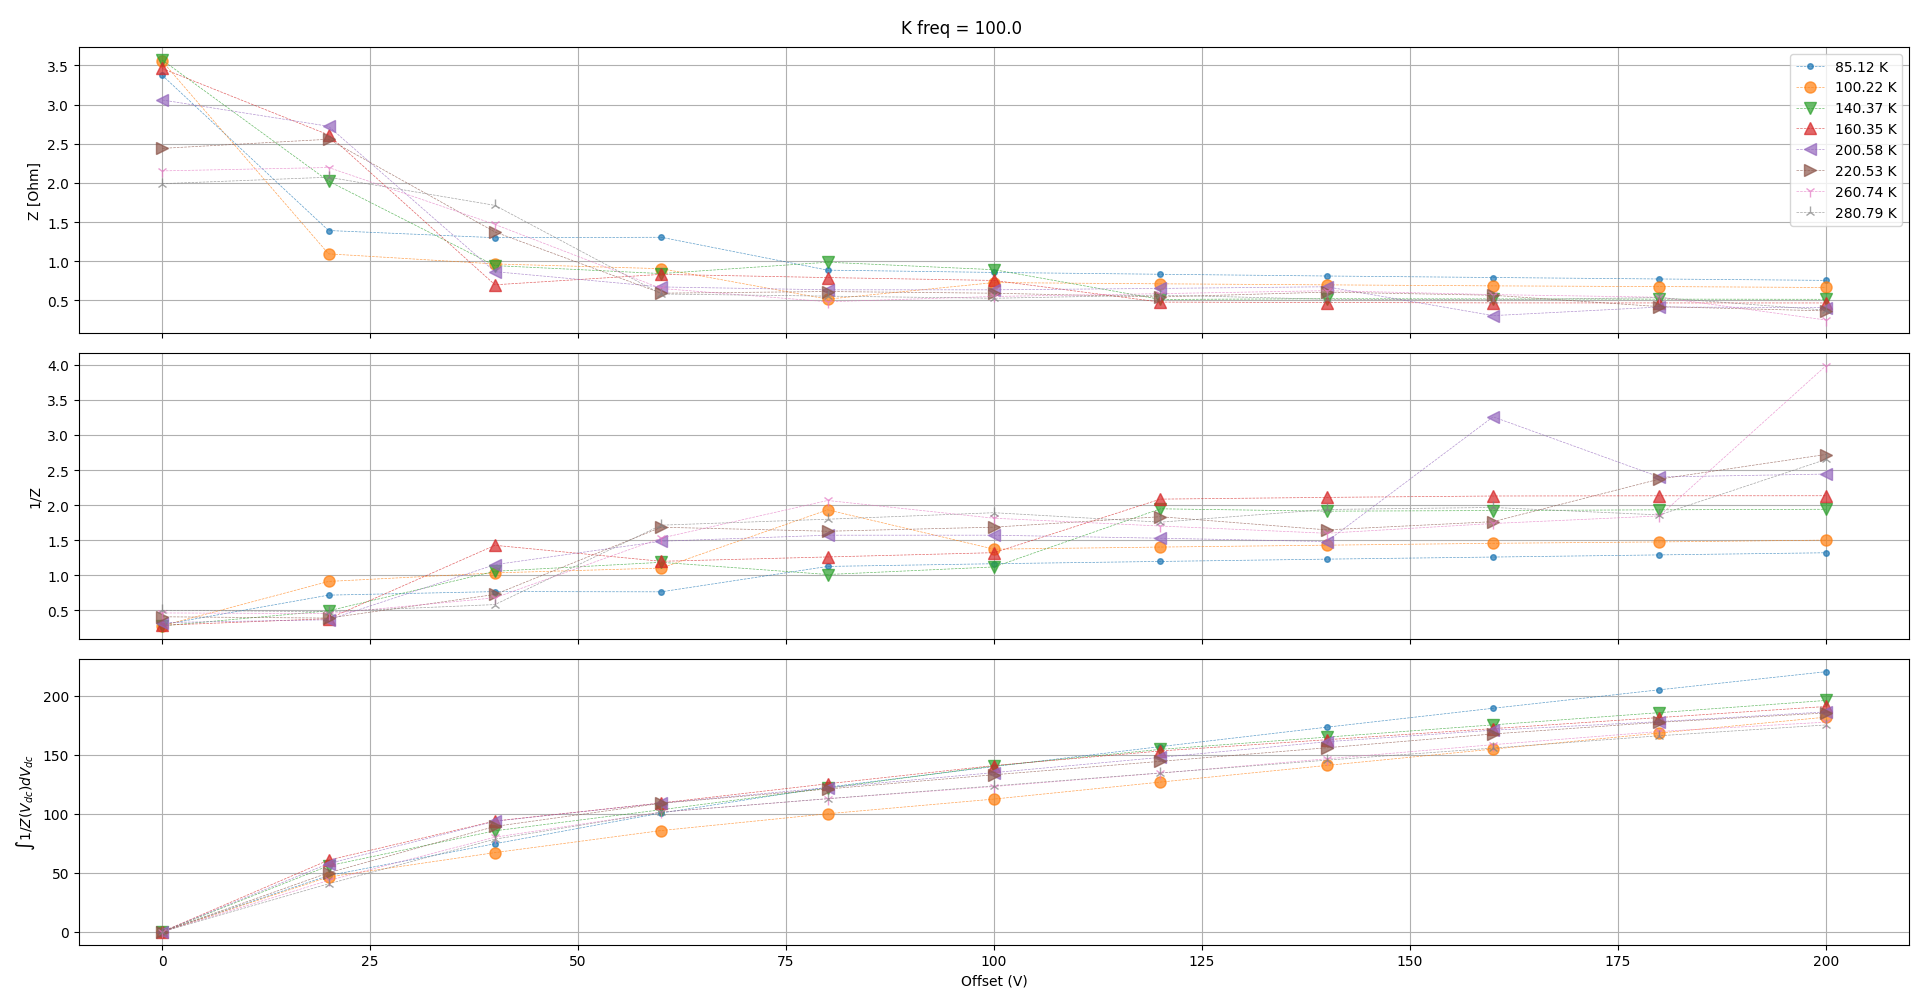 K freq = 100.0
Z [Ohm]
3.5
3.0
2.5
2.0
1.5
1.0
0.5
85.12 K
100.22 K
140.37 K
160.35 K
200.58 K
220.53 K
260.74 K
280.79 K
1/Z
4.0
3.5
3.0
2.5
2.0
1.5
1.0
0.5
∫ 1/Z(V_dc)dV_dc
200
150
100
50
0
0 25 50 75 100 125 150 175 200
Offset (V)